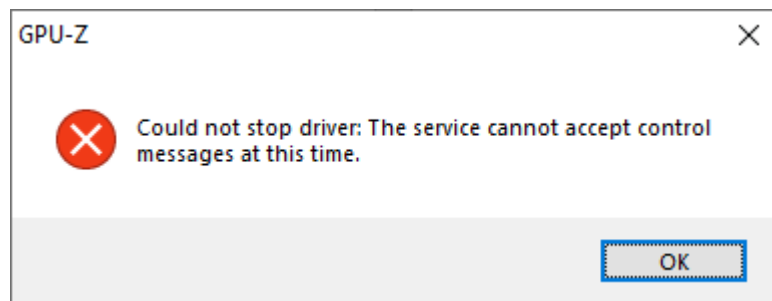 GPU-Z
Could not stop driver: The service cannot accept control
messages at this time.
OK